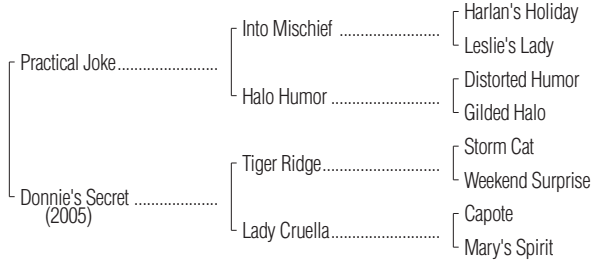 Harlan's Holiday
Into Mischief ....................
Leslie's Lady
Practical Joke....................
Distorted Humor
Halo Humor ......................
Gilded Halo
Storm Cat
Tiger Ridge.......................
Weekend Surprise
Donnie's Secret .................
(2005)
Capote
Lady Cruella......................
Mary's Spirit